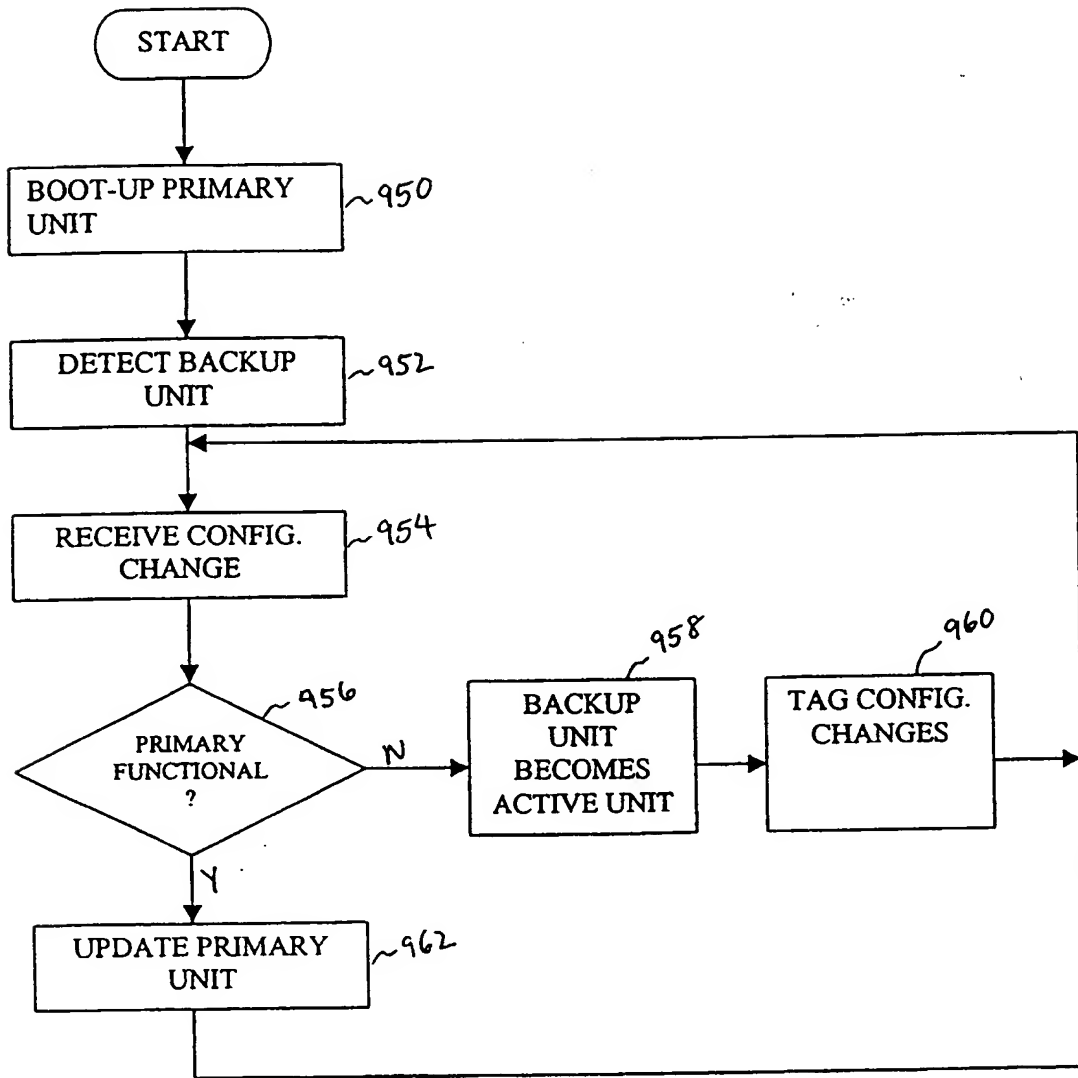 START
BOOT-UP PRIMARY
UNIT
~950
DETECT BACKUP
UNIT
~952
RECEIVE CONFIG.
CHANGE
~954
PRIMARY
FUNCTIONAL
?
956
N
Y
BACKUP
UNIT
BECOMES
ACTIVE UNIT
958
TAG CONFIG.
CHANGES
960
UPDATE PRIMARY
UNIT
~962